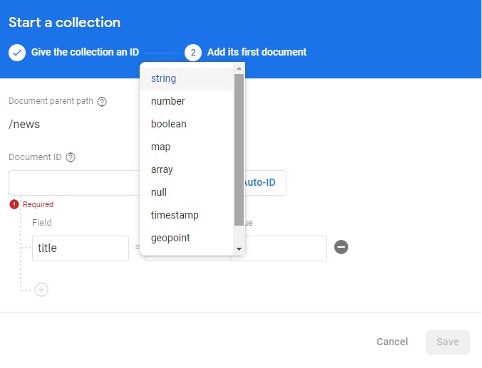 Start a collection
Give the collection an ID
2 Add its first document
Document parent path
/news
Document ID
Auto-ID
Required
Field
title
=
string
number
boolean
map
array
null
timestamp
geopoint
Cancel
Save